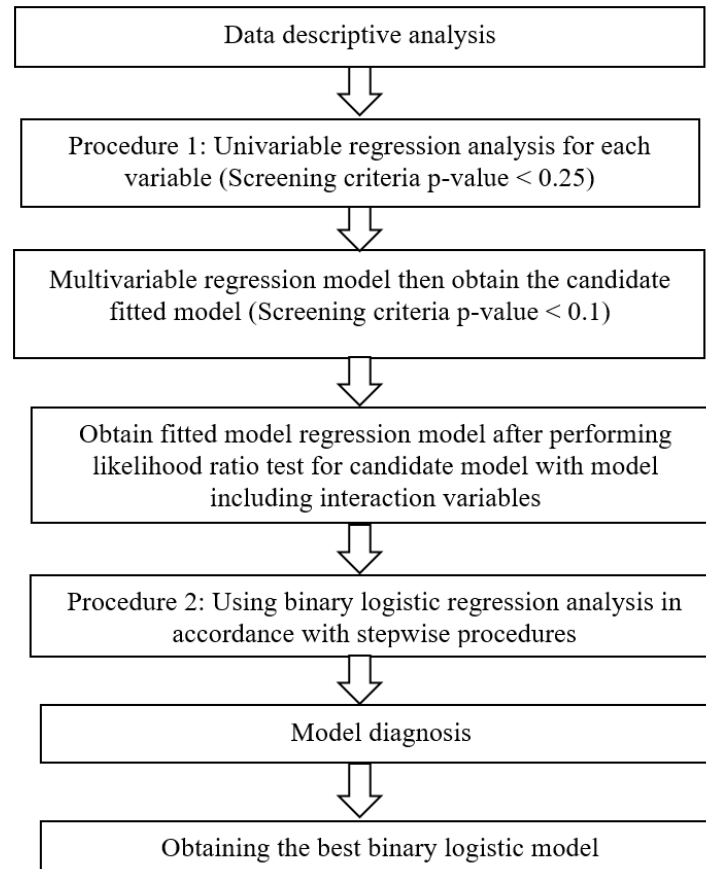 Data descriptive analysis
Procedure 1: Univariable regression analysis for each
variable (Screening criteria p-value < 0.25)
Multivariable regression model then obtain the candidate
fitted model (Screening criteria p-value < 0.1)
Obtain fitted model regression model after performing
likelihood ratio test for candidate model with model
including interaction variables
Procedure 2: Using binary logistic regression analysis in
accordance with stepwise procedures
Model diagnosis
Obtaining the best binary logistic model